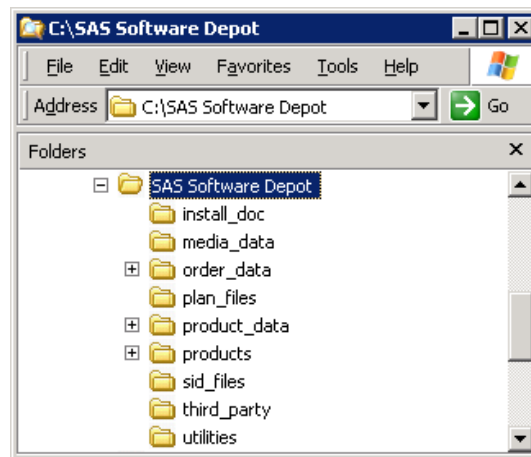 C:\SAS Software Depot
File Edit View Favorites Tools Help
Address C:\SAS Software Depot Go
Folders
SAS Software Depot
install_doc
media_data
order_data
plan_files
product_data
products
sid_files
third_party
utilities